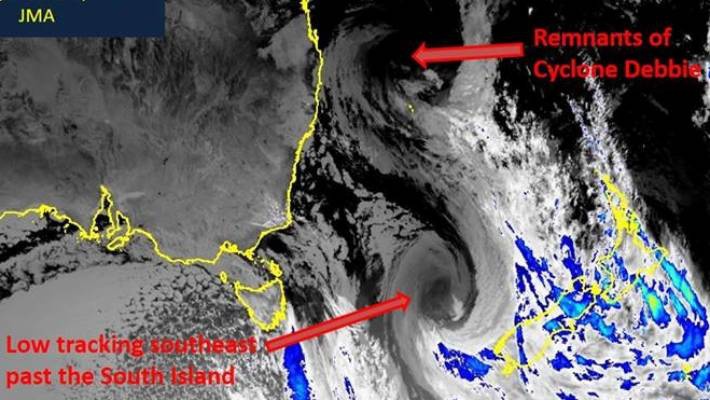 JMA
Remnants of
Cyclone Debbie
Low tracking southeast
past the South Island